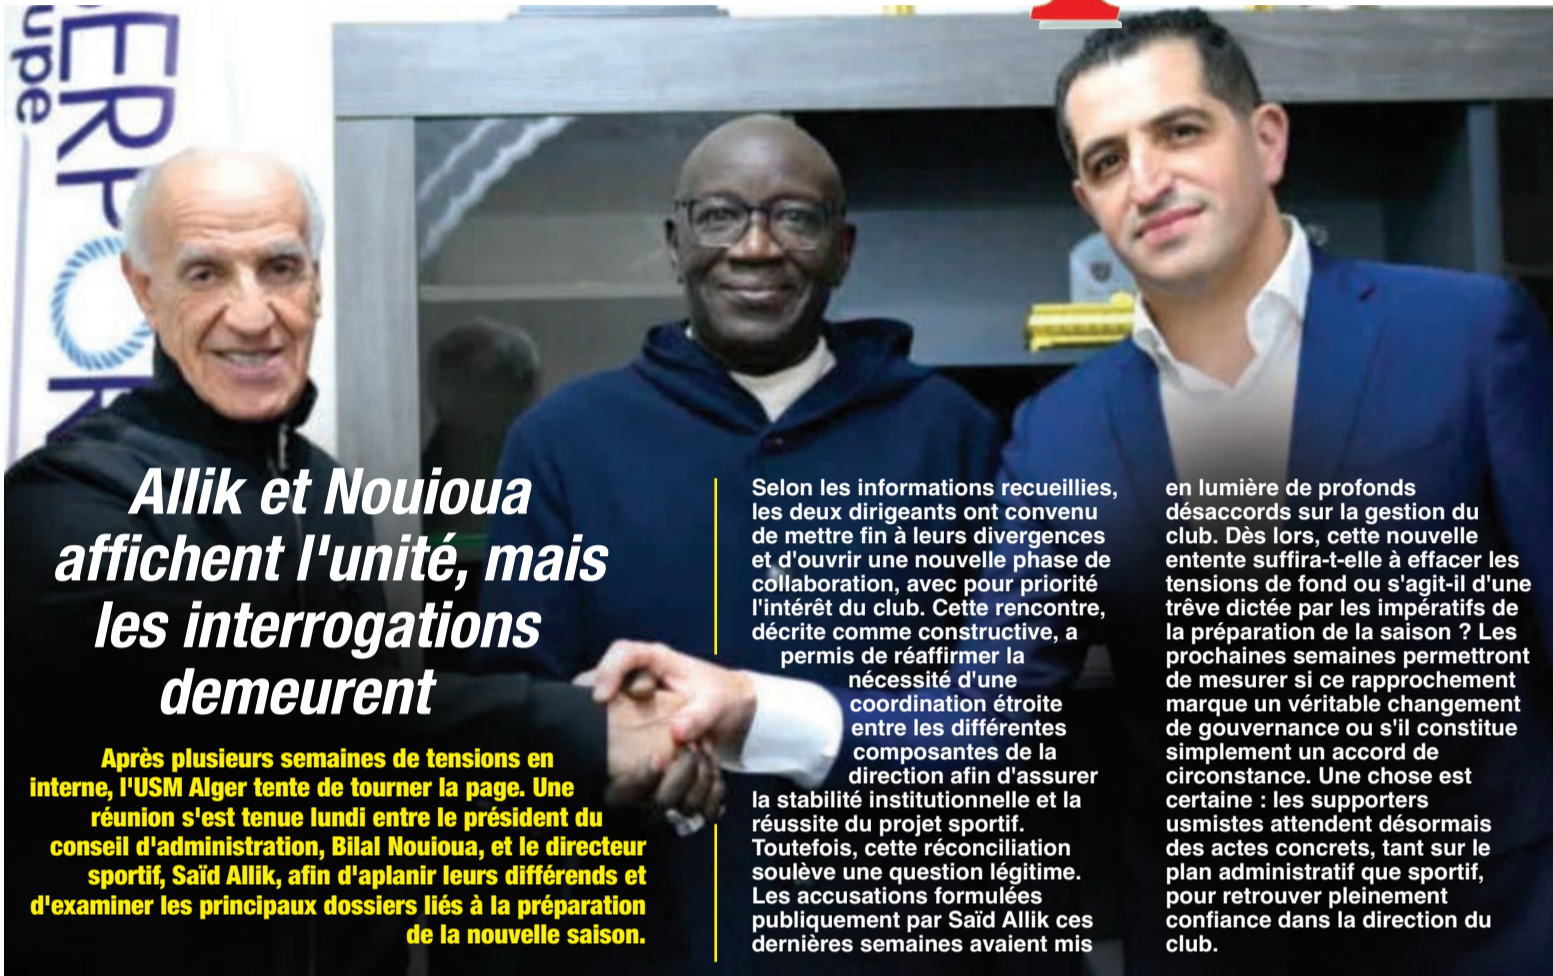 ERPOR
upe
Allik et Nouioua
affichent l'unité, mais
les interrogations
demeurent
Après plusieurs semaines de tensions en
interne, l'USM Alger tente de tourner la page. Une
réunion s'est tenue lundi entre le président du
conseil d'administration, Bilal Nouioua, et le directeur
sportif, Saïd Allik, afin d'aplanir leurs différends et
d'examiner les principaux dossiers liés à la préparation
de la nouvelle saison.
Selon les informations recueillies,
les deux dirigeants ont convenu
de mettre fin à leurs divergences
et d'ouvrir une nouvelle phase de
collaboration, avec pour priorité
l'intérêt du club. Cette rencontre,
décrite comme constructive, a
permis de réaffirmer la
nécessité d'une
coordination étroite
entre les différentes
composantes de la
direction afin d'assurer
la stabilité institutionnelle et la
réussite du projet sportif.
Toutefois, cette réconciliation
soulève une question légitime.
Les accusations formulées
publiquement par Saïd Allik ces
dernières semaines avaient mis
en lumière de profonds
désaccords sur la gestion du
club. Dès lors, cette nouvelle
entente suffira-t-elle à effacer les
tensions de fond ou s'agit-il d'une
trêve dictée par les impératifs de
la préparation de la saison ? Les
prochaines semaines permettront
de mesurer si ce rapprochement
marque un véritable changement
de gouvernance ou s'il constitue
simplement un accord de
circonstance. Une chose est
certaine : les supporters
usmistes attendent désormais
des actes concrets, tant sur le
plan administratif que sportif,
pour retrouver pleinement
confiance dans la direction du
club.